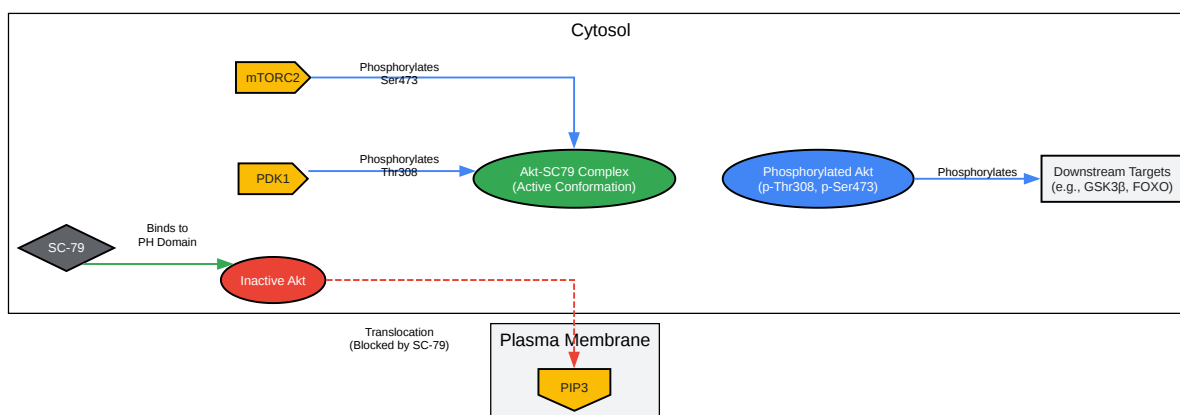 Cytosol
mTORC2
Phosphorylates
Ser473
PDK1
Phosphorylates
Thr308
Akt-SC79 Complex
(Active Conformation)
Phosphorylated Akt
(p-Thr308, p-Ser473)
Phosphorylates
Downstream Targets
(e.g., GSK3β, FOXO)
SC-79
Binds to
PH Domain
Inactive Akt
Translocation
(Blocked by SC-79)
Plasma Membrane
PIP3